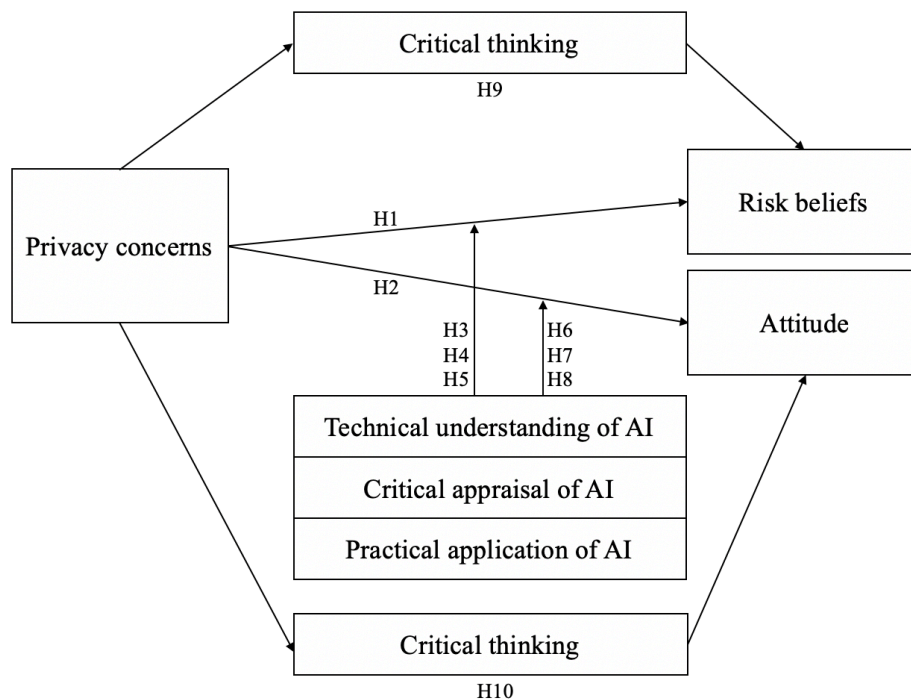 Critical thinking
H9
Risk beliefs
Privacy concerns
H1
H2
Attitude
H3
H4
H5
H6
H7
H8
Technical understanding of AI
Critical appraisal of AI
Practical application of AI
Critical thinking
H10